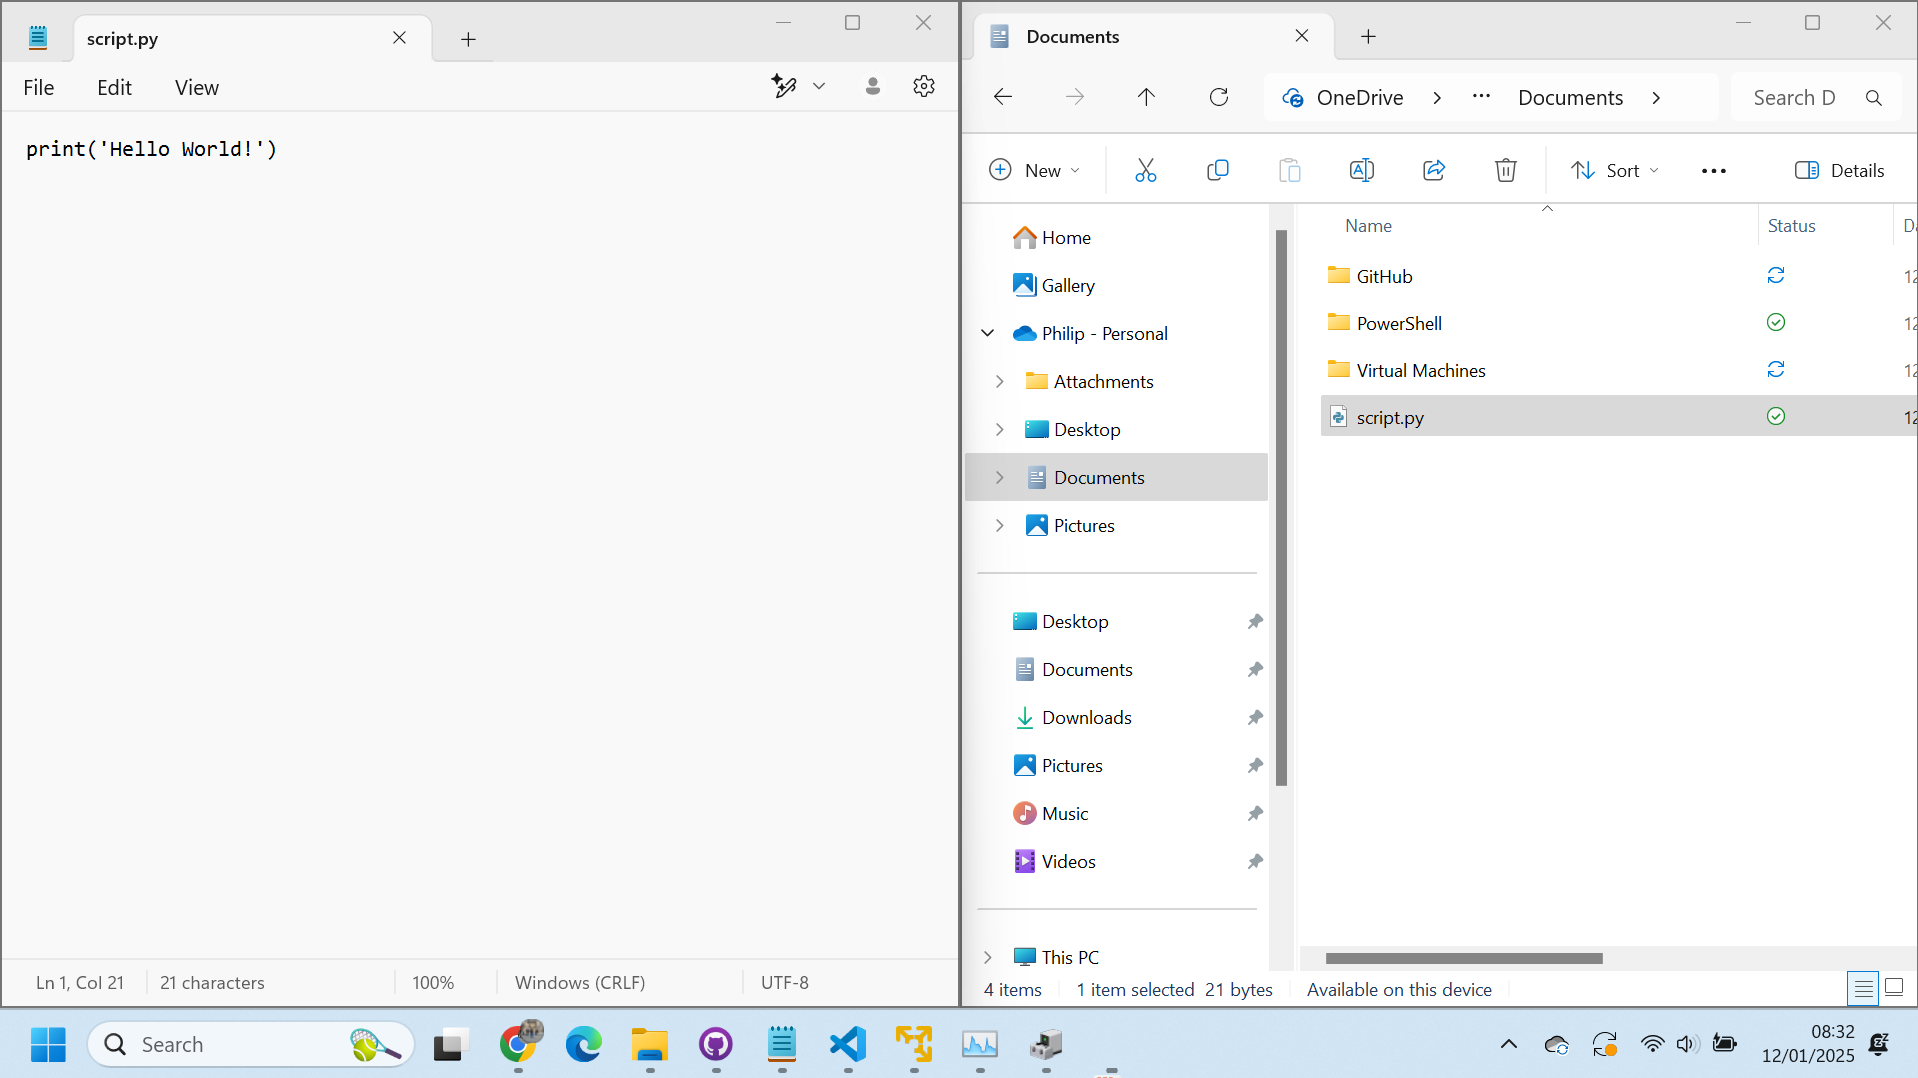 script.py
File Edit View
print('Hello World!')
Ln 1, Col 21 21 characters 100% Windows (CRLF) UTF-8
Documents
OneDrive Documents Search D
New Sort Details
Home
Gallery
Philip - Personal
Attachments
Desktop
Documents
Pictures
Desktop
Documents
Downloads
Pictures
Music
Videos
This PC
Name Status Da
GitHub 12
PowerShell 12
Virtual Machines 12
script.py 12
4 items 1 item selected 21 bytes Available on this device
Search
08:32
12/01/2025